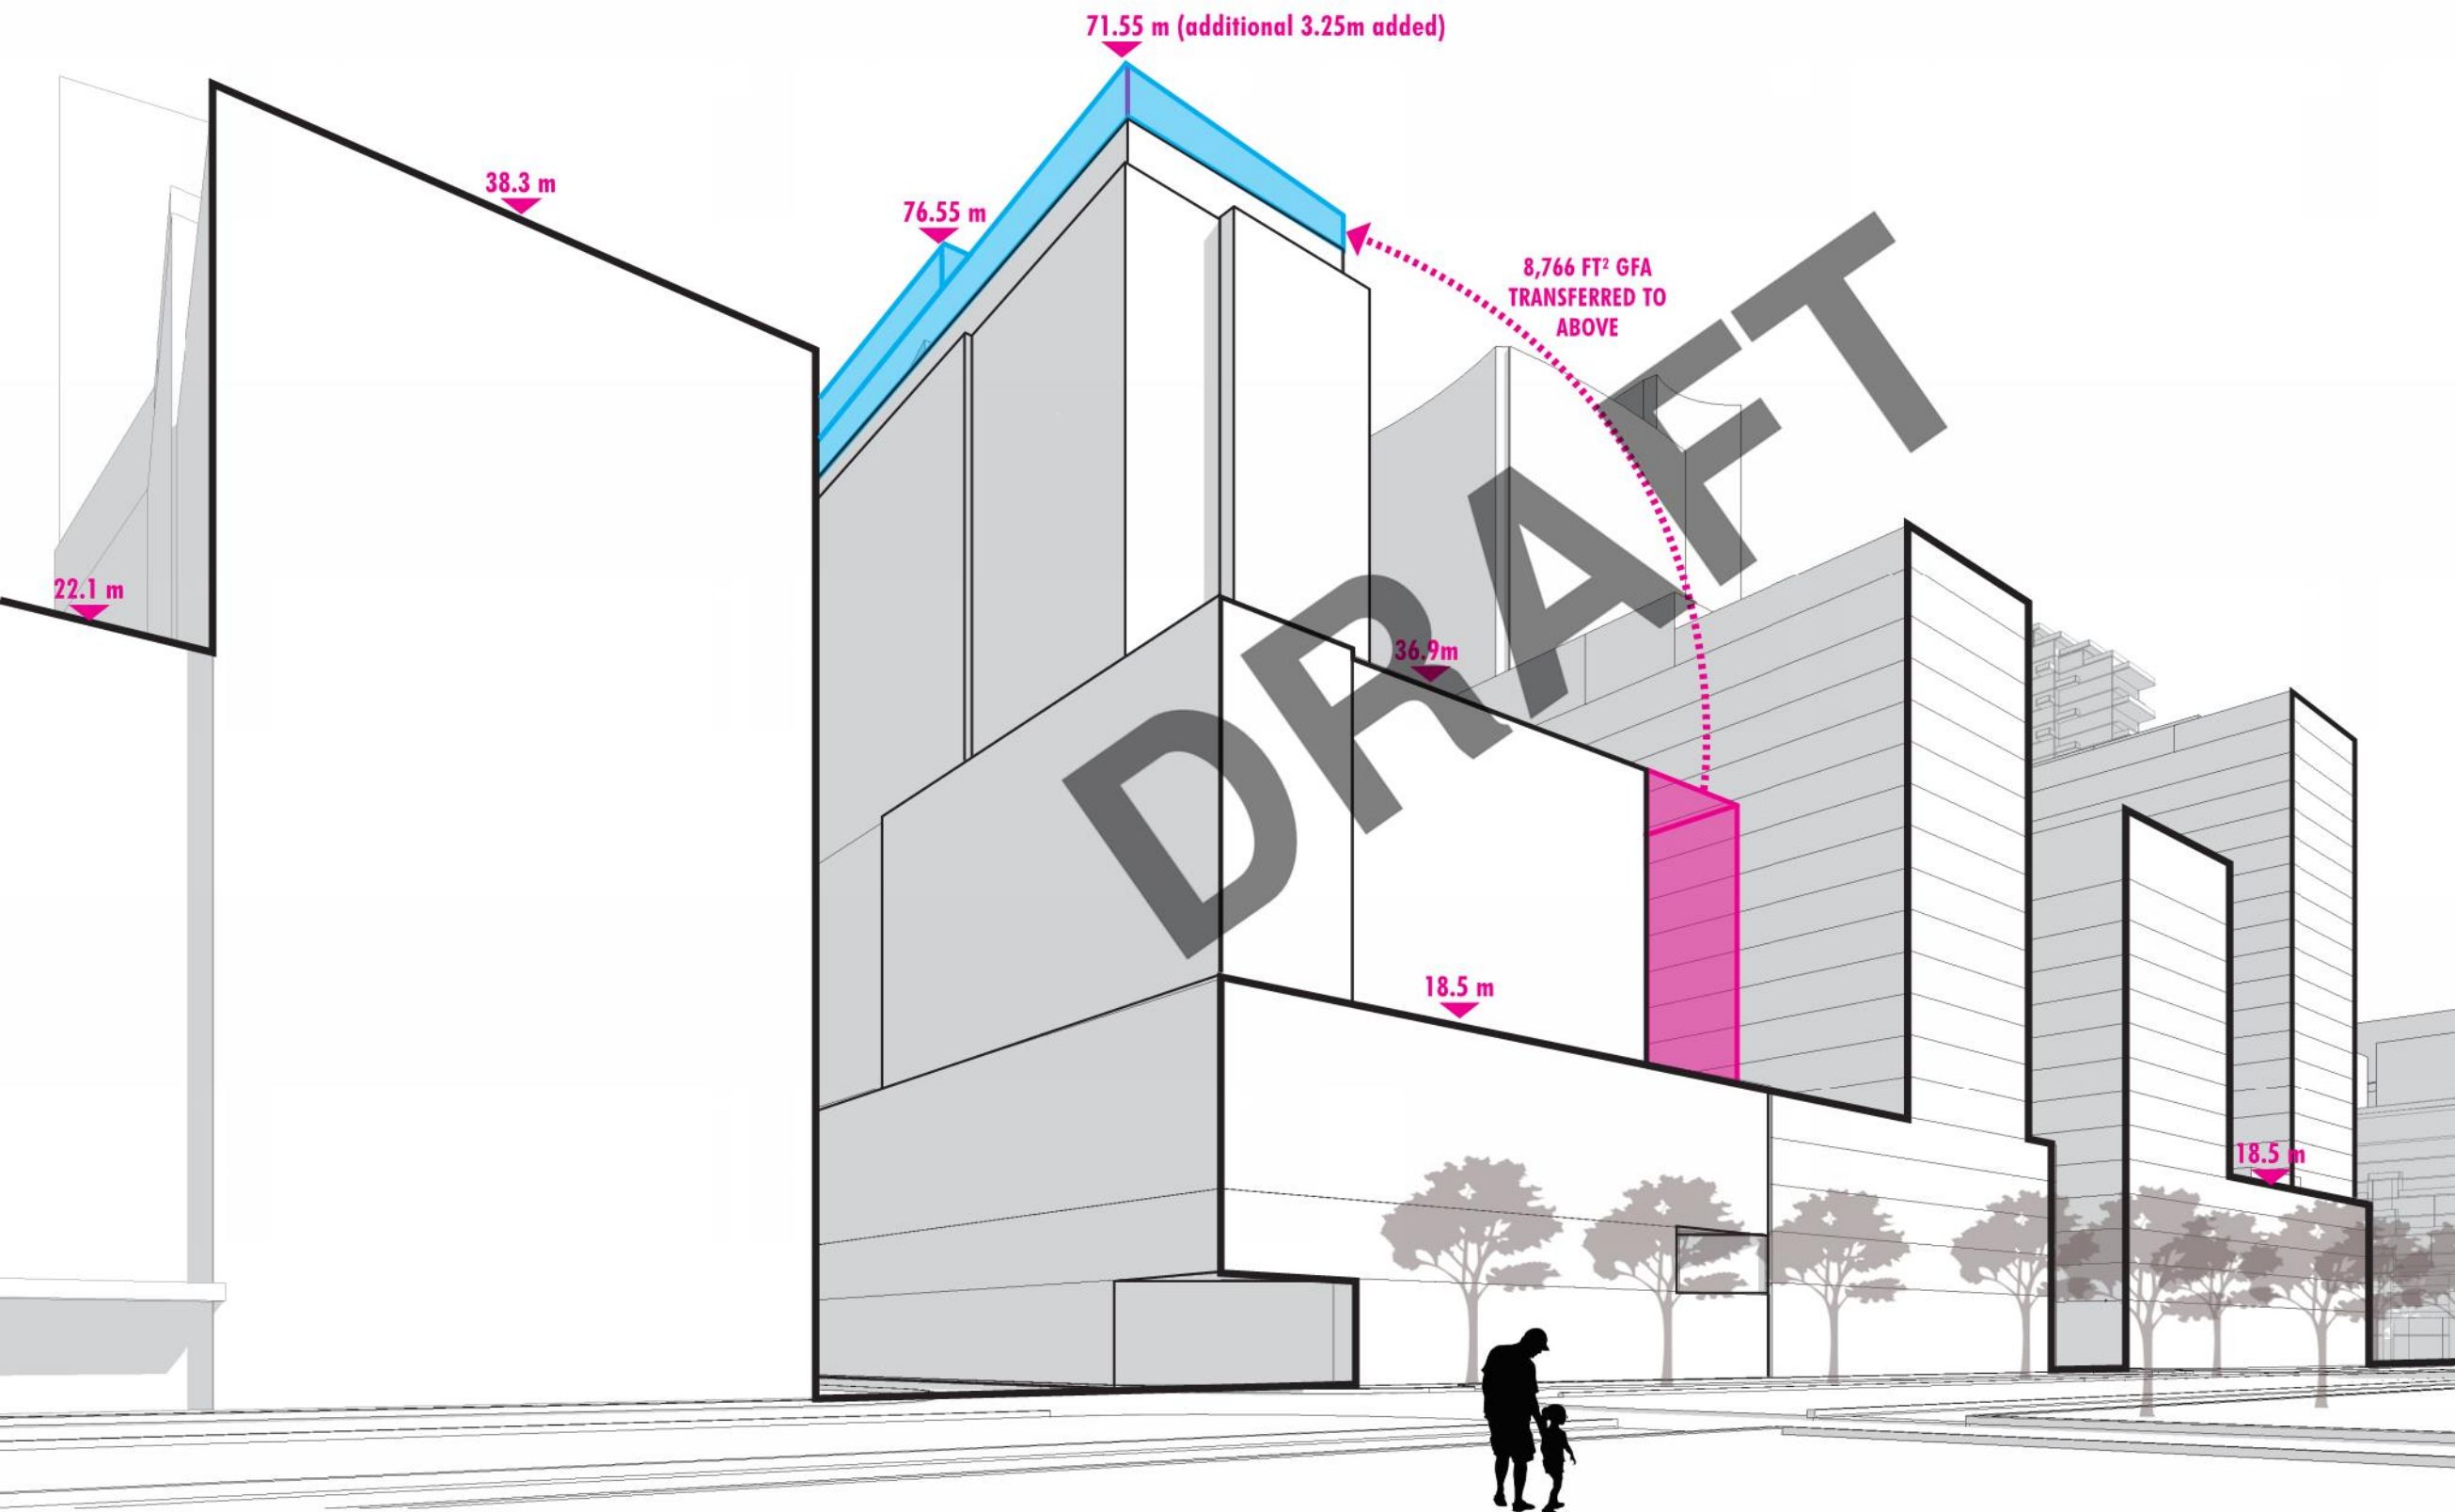 71.55 m (additional 3.25m added)
38.3 m
76.55 m
8,766 FT² GFA
TRANSFERRED TO
ABOVE
22.1 m
36.9m
DRAFT
18.5 m
18.5 m